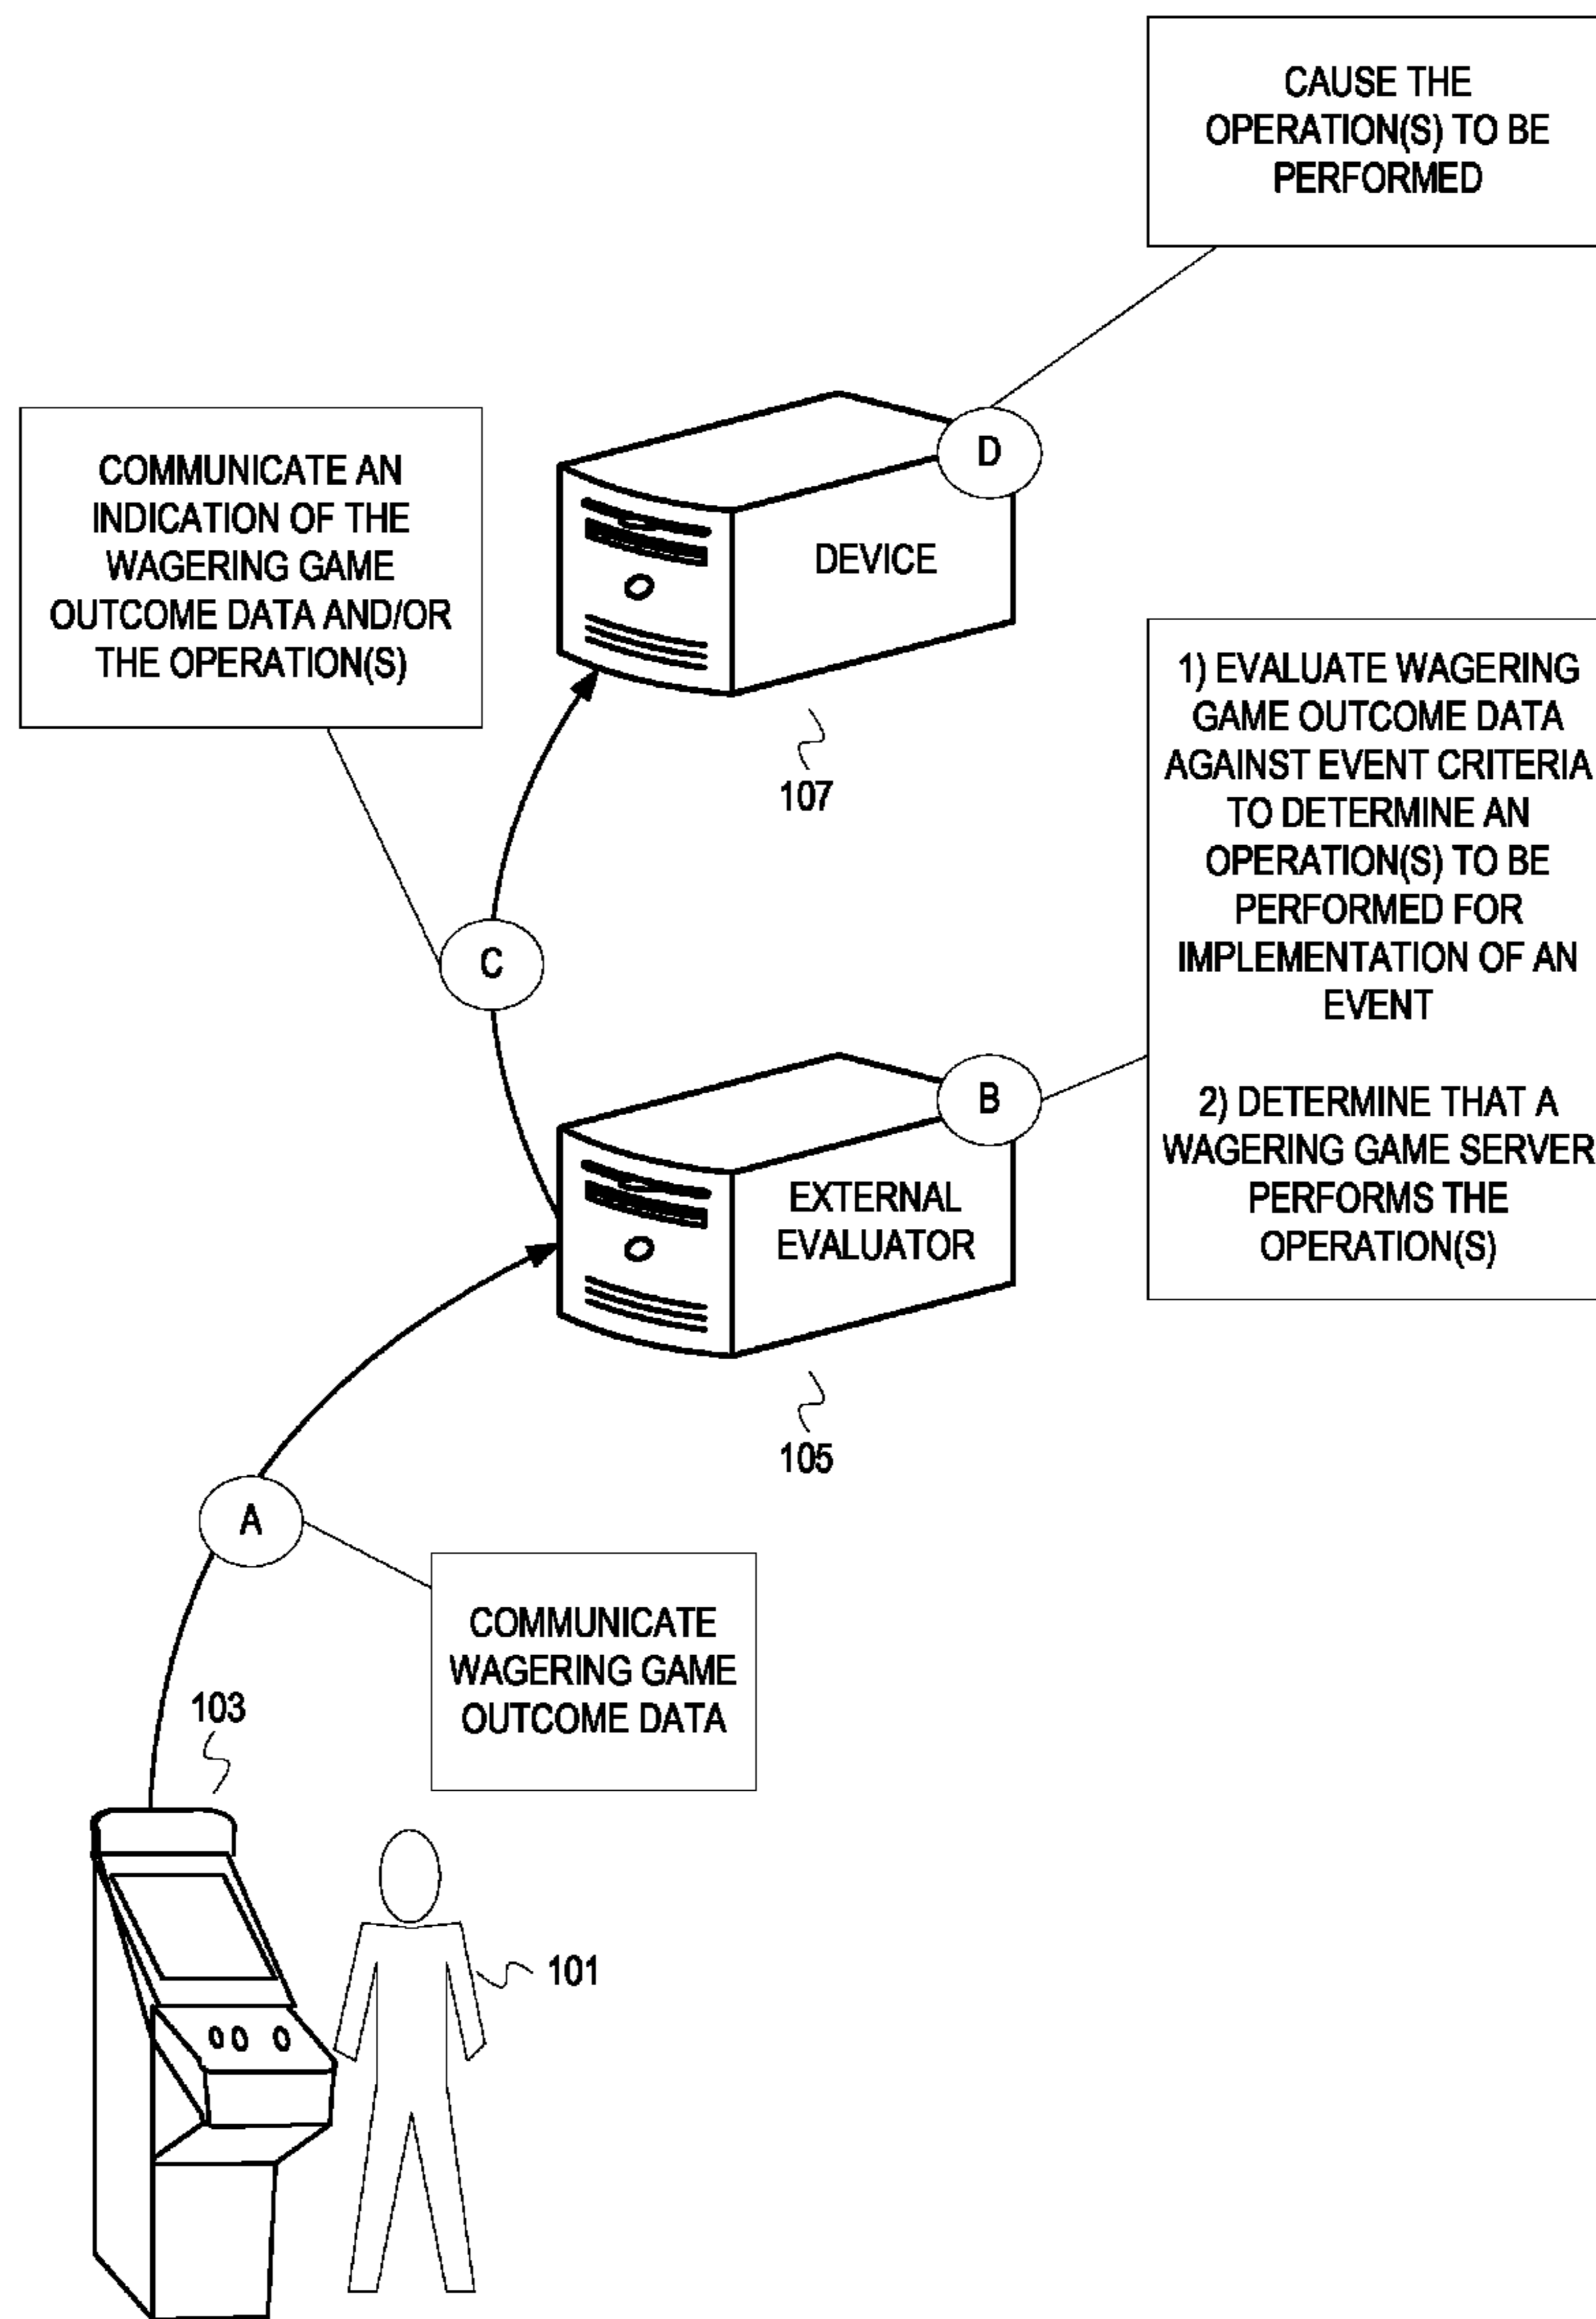 CAUSE THE
OPERATION(S) TO BE
PERFORMED
D
COMMUNICATE AN
INDICATION OF THE
WAGERING GAME
OUTCOME DATA AND/OR
THE OPERATION(S)
DEVICE
107
1) EVALUATE WAGERING
GAME OUTCOME DATA
AGAINST EVENT CRITERIA
TO DETERMINE AN
OPERATION(S) TO BE
PERFORMED FOR
IMPLEMENTATION OF AN
EVENT
2) DETERMINE THAT A
WAGERING GAME SERVER
PERFORMS THE
OPERATION(S)
C
B
EXTERNAL
EVALUATOR
105
A
COMMUNICATE
WAGERING GAME
OUTCOME DATA
103
101